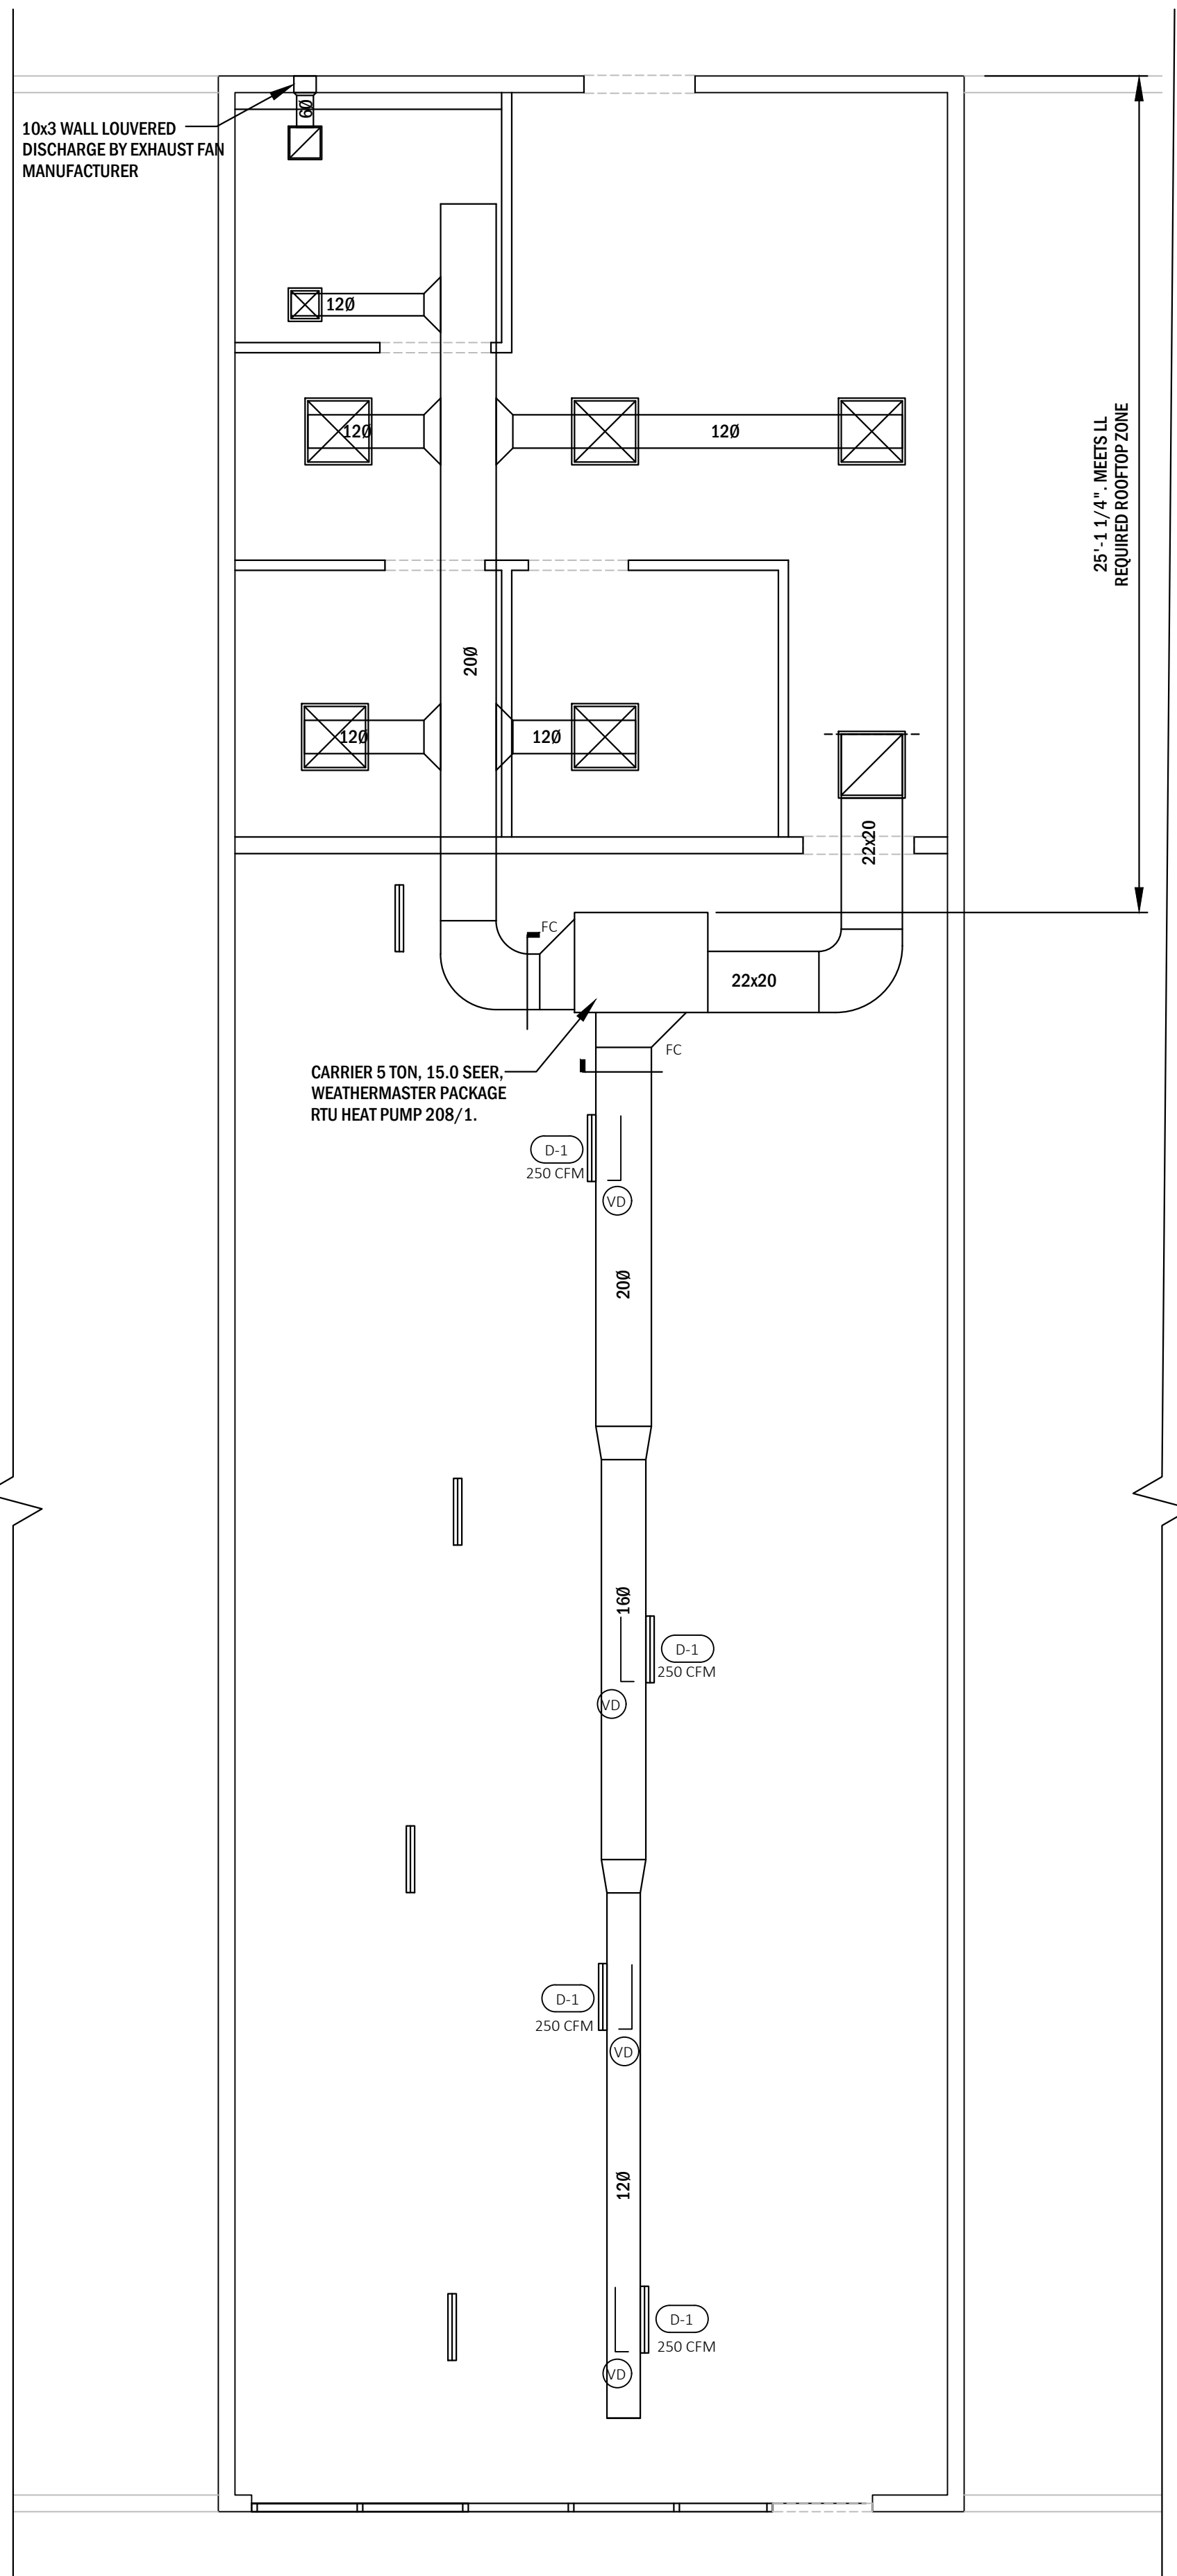 6Ø
10x3 WALL LOUVERED
DISCHARGE BY EXHAUST FAN
MANUFACTURER
12Ø
12Ø
12Ø
25'-1 1/4". MEETS LL
REQUIRED ROOFTOP ZONE
20Ø
12Ø
12Ø
22x20
FC
22x20
FC
CARRIER 5 TON, 15.0 SEER,
WEATHERMASTER PACKAGE
RTU HEAT PUMP 208/1.
D-1
250 CFM
VD
20Ø
16Ø
D-1
250 CFM
VD
D-1
250 CFM
VD
12Ø
D-1
250 CFM
VD